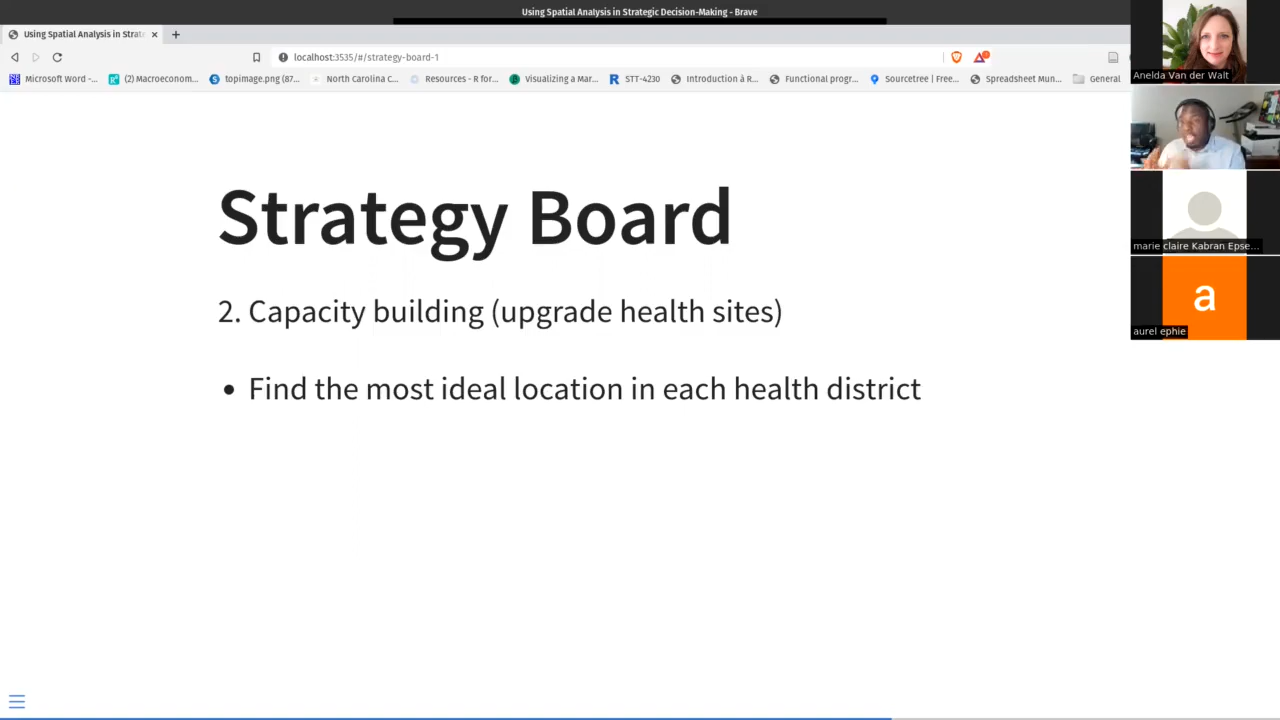 Using Spatial Analysis in Strategic Decision-Making - Brave
Using Spatial Analysis in Strate
localhost:3535/#/strategy-board-1
Microsoft Word -...
(2) Macroeconom...
topimage.png (87...
North Carolina C...
Resources - R for...
Visualizing a Mar...
STT-4230
Introduction à R...
Functional progr...
Sourcetree | Free...
Spreadsheet Mun...
General
Anelda Van der Walt
marie claire Kabran Epse...
a
aurel ephie
Strategy Board
2. Capacity building (upgrade health sites)
• Find the most ideal location in each health district